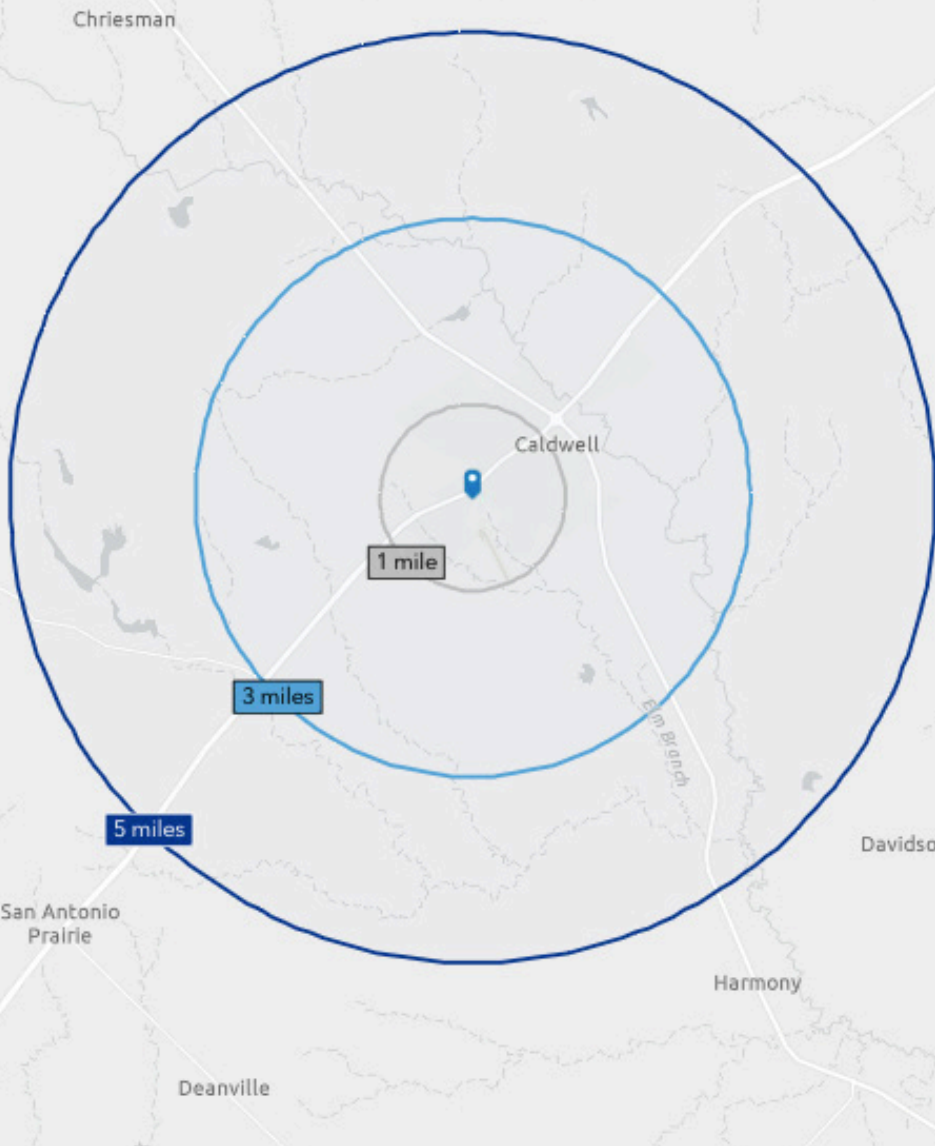 Chriesman
Caldwell
1 mile
3 miles
Elm Branch
5 miles
Davidso
San Antonio
Prairie
Harmony
Deanville